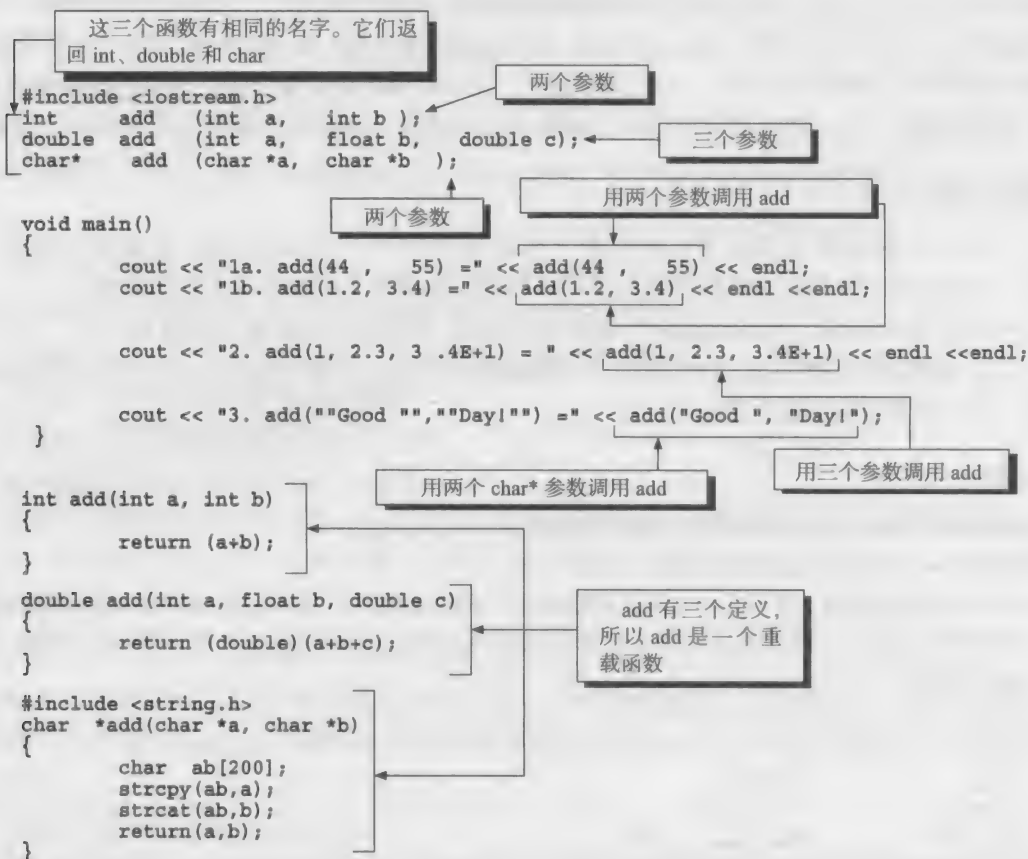 这三个函数有相同的名字。它们返
回 int、double 和 char
两个参数
#include <iostream.h>
int add (int a, int b );
double add (int a, float b, double c);
三个参数
char* add (char *a, char *b );
用两个参数调用 add
两个参数
void main()
{
cout << "1a. add(44 , 55) =" << add(44 , 55) << endl;
cout << "1b. add(1.2, 3.4) =" << add(1.2, 3.4) << endl <<endl;
cout << "2. add(1, 2.3, 3 .4E+1) = " << add(1, 2.3, 3.4E+1) << endl <<endl;
cout << "3. add(""Good "",""Day!"") =" << add("Good ", "Day!");
}
用两个 char* 参数调用 add
用三个参数调用 add
int add(int a, int b)
{
return (a+b);
}
double add(int a, float b, double c)
{
return (double)(a+b+c);
}
add 有三个定义，
所以 add 是一个重
载函数
#include <string.h>
char *add(char *a, char *b)
{
char ab[200];
strcpy(ab,a);
strcat(ab,b);
return(a,b);
}